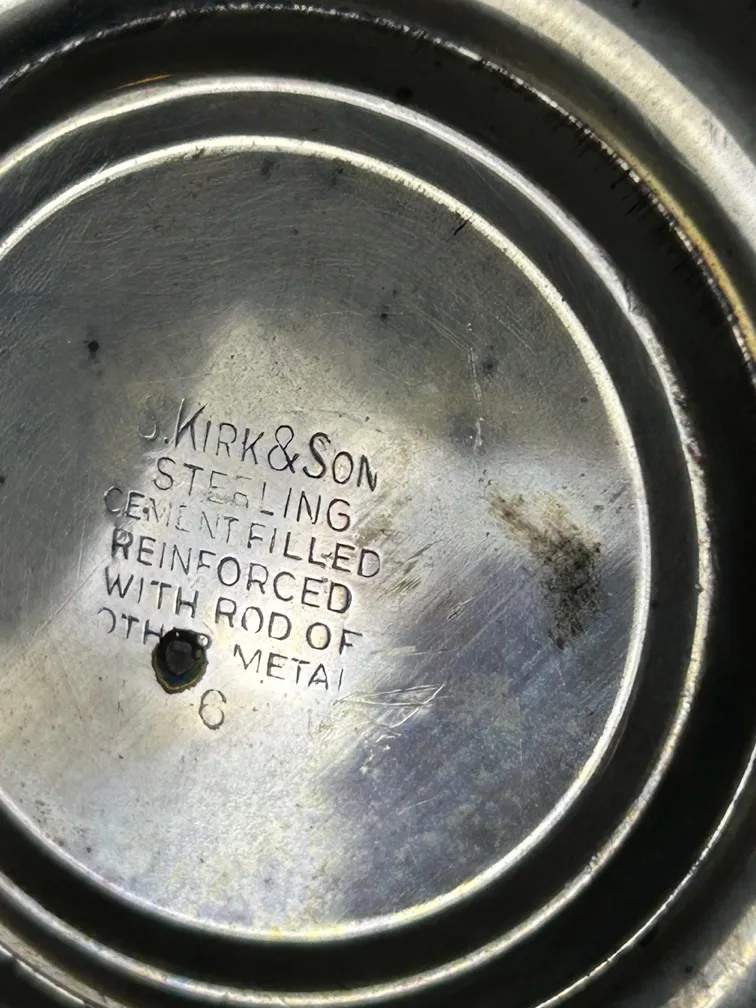 S. KIRK & SON
STERLING
CEMENT FILLED
REINFORCED
WITH ROD OF
OTHER METAL
6